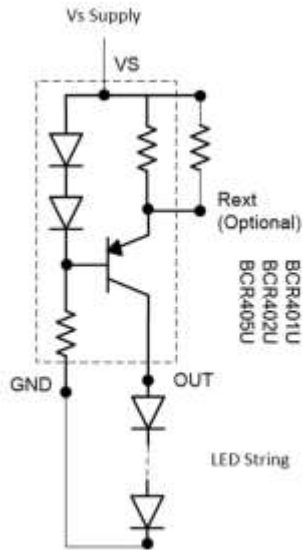 Vs Supply
VS
Rext
(Optional)
BCR401U
BCR402U
BCR405U
GND
OUT
LED String